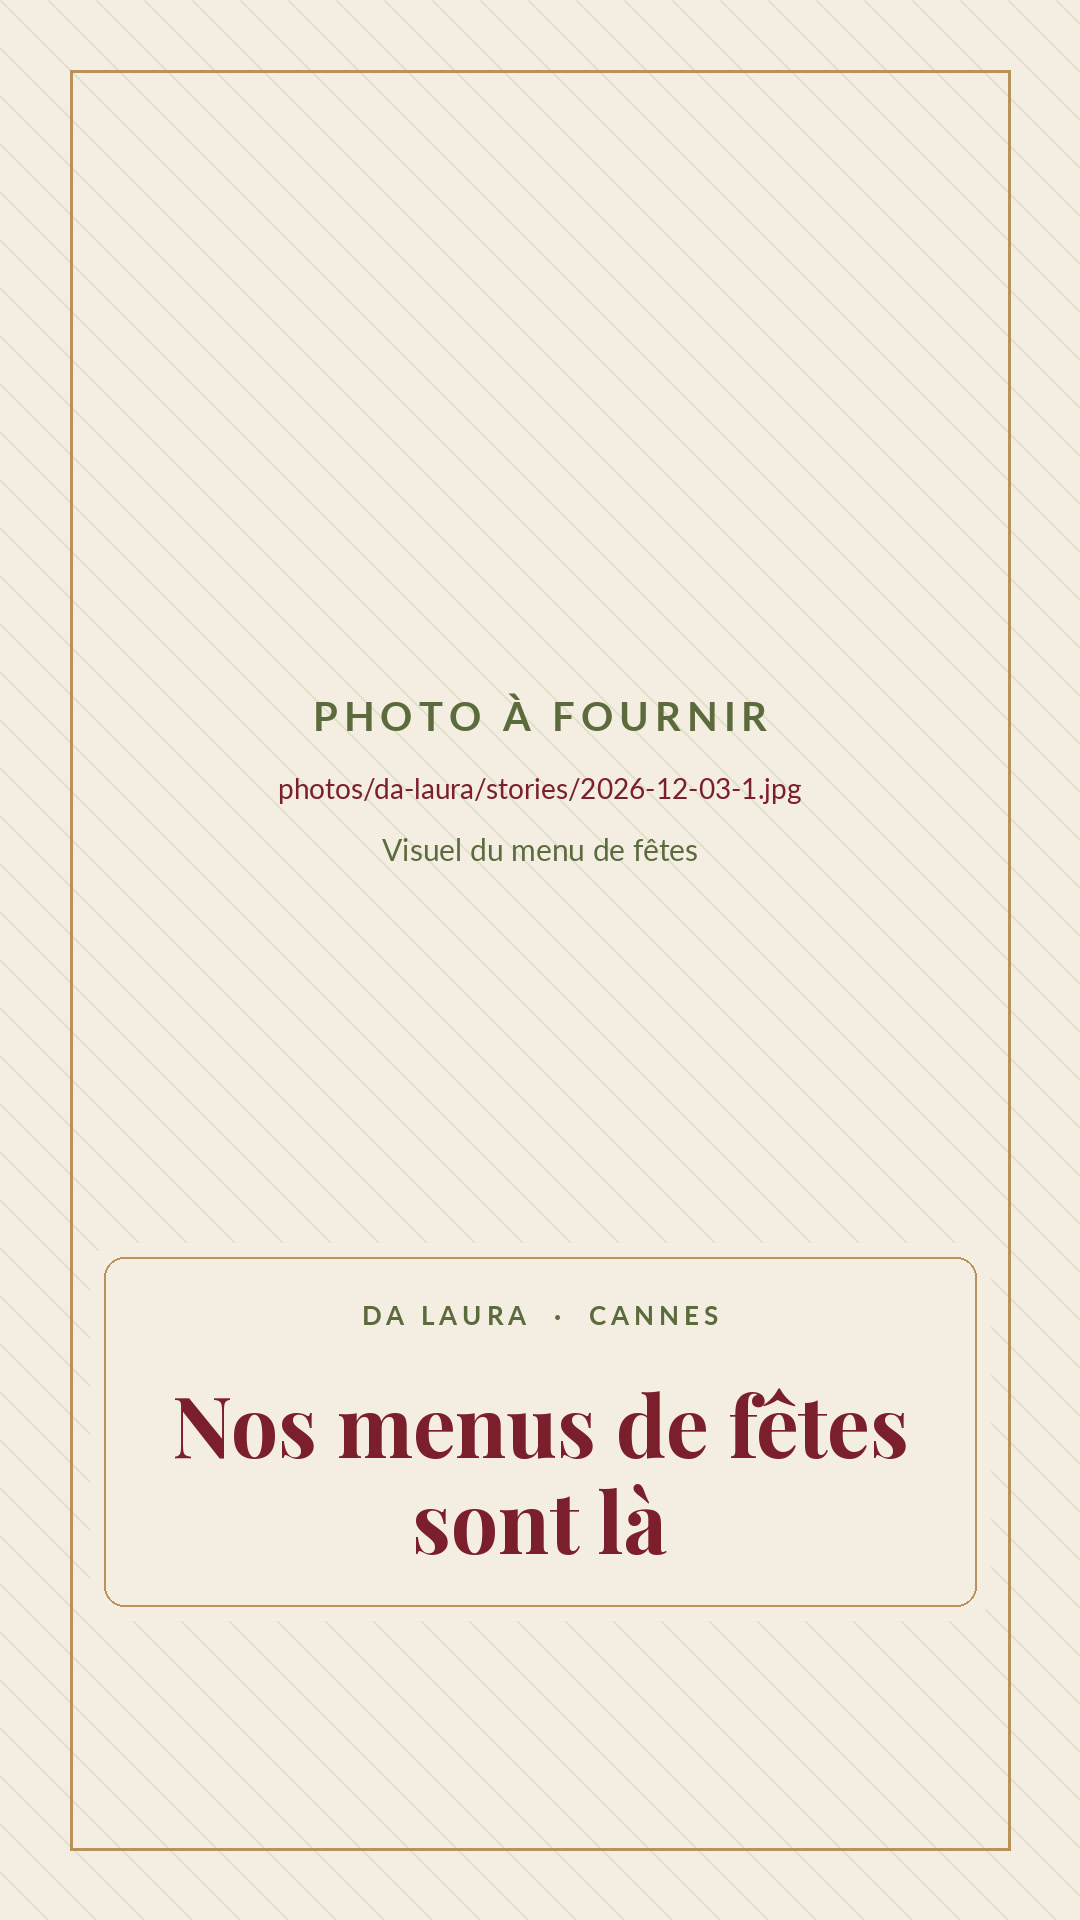 PHOTO À FOURNIR
photos/da-laura/stories/2026-12-03-1.jpg
Visuel du menu de fêtes
DA LAURA · CANNES
Nos menus de fêtes
sont là